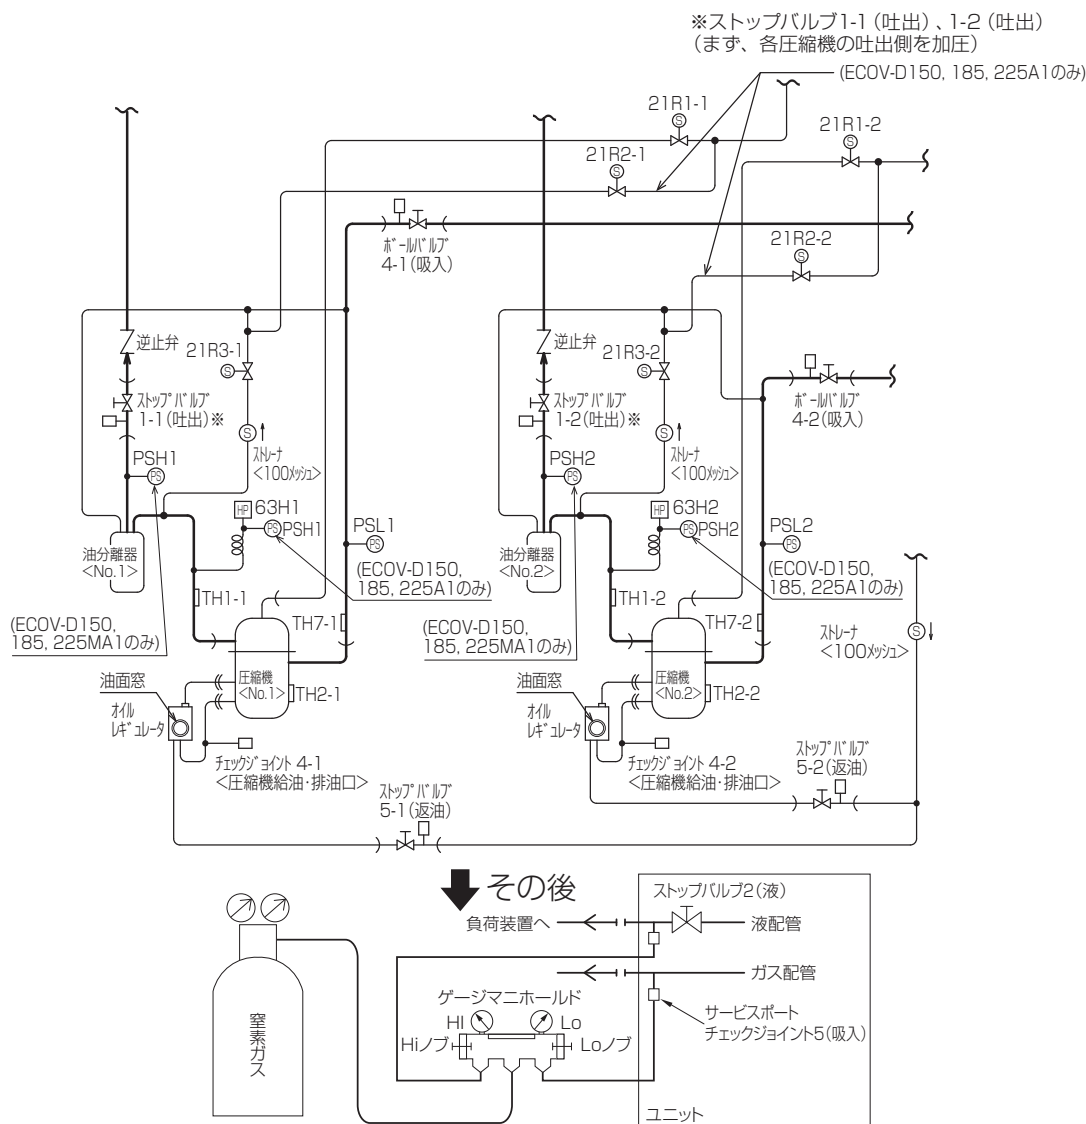 ※ストップバルブ1-1(吐出)、1-2(吐出)
(まず、各圧縮機の吐出側を加圧)
(ECOV-D150, 185, 225A1のみ)
21R1-1
S
21R1-2
S
21R2-1
S
ボールバルブ
4-1(吸入)
21R2-2
S
逆止弁
21R3-1
S
逆止弁
21R3-2
S
ストップバルブ
1-1(吐出)※
ストップバルブ
1-2(吐出)※
ボールバルブ
4-2(吸入)
S
ストレーナ
<100メッシュ>
S
ストレーナ
<100メッシュ>
PSH1
PS
PSH2
PS
HP
63H1
PS
PSH1
PSL1
PS
HP
63H2
PS
PSH2
PSL2
PS
油分離器
<No.1>
油分離器
<No.2>
(ECOV-D150,
185, 225A1のみ)
(ECOV-D150,
185, 225A1のみ)
TH1-1
TH1-2
(ECOV-D150,
185, 225MA1のみ)
(ECOV-D150,
185, 225MA1のみ)
TH7-1
TH7-2
ストレーナ
<100メッシュ>
S
圧縮機
<No.1>
TH2-1
圧縮機
<No.2>
TH2-2
油面窓
オイル
レギュレータ
油面窓
オイル
レギュレータ
チェックジョイント 4-1
<圧縮機給油・排油口>
チェックジョイント 4-2
<圧縮機給油・排油口>
ストップバルブ
5-2(返油)
ストップバルブ
5-1(返油)
その後
ストップバルブ2(液)
負荷装置へ
液配管
ガス配管
ゲージマニホールド
HI
Lo
Hiノブ
Loノブ
サービスポート
チェックジョイント5(吸入)
窒素ガス
ユニット